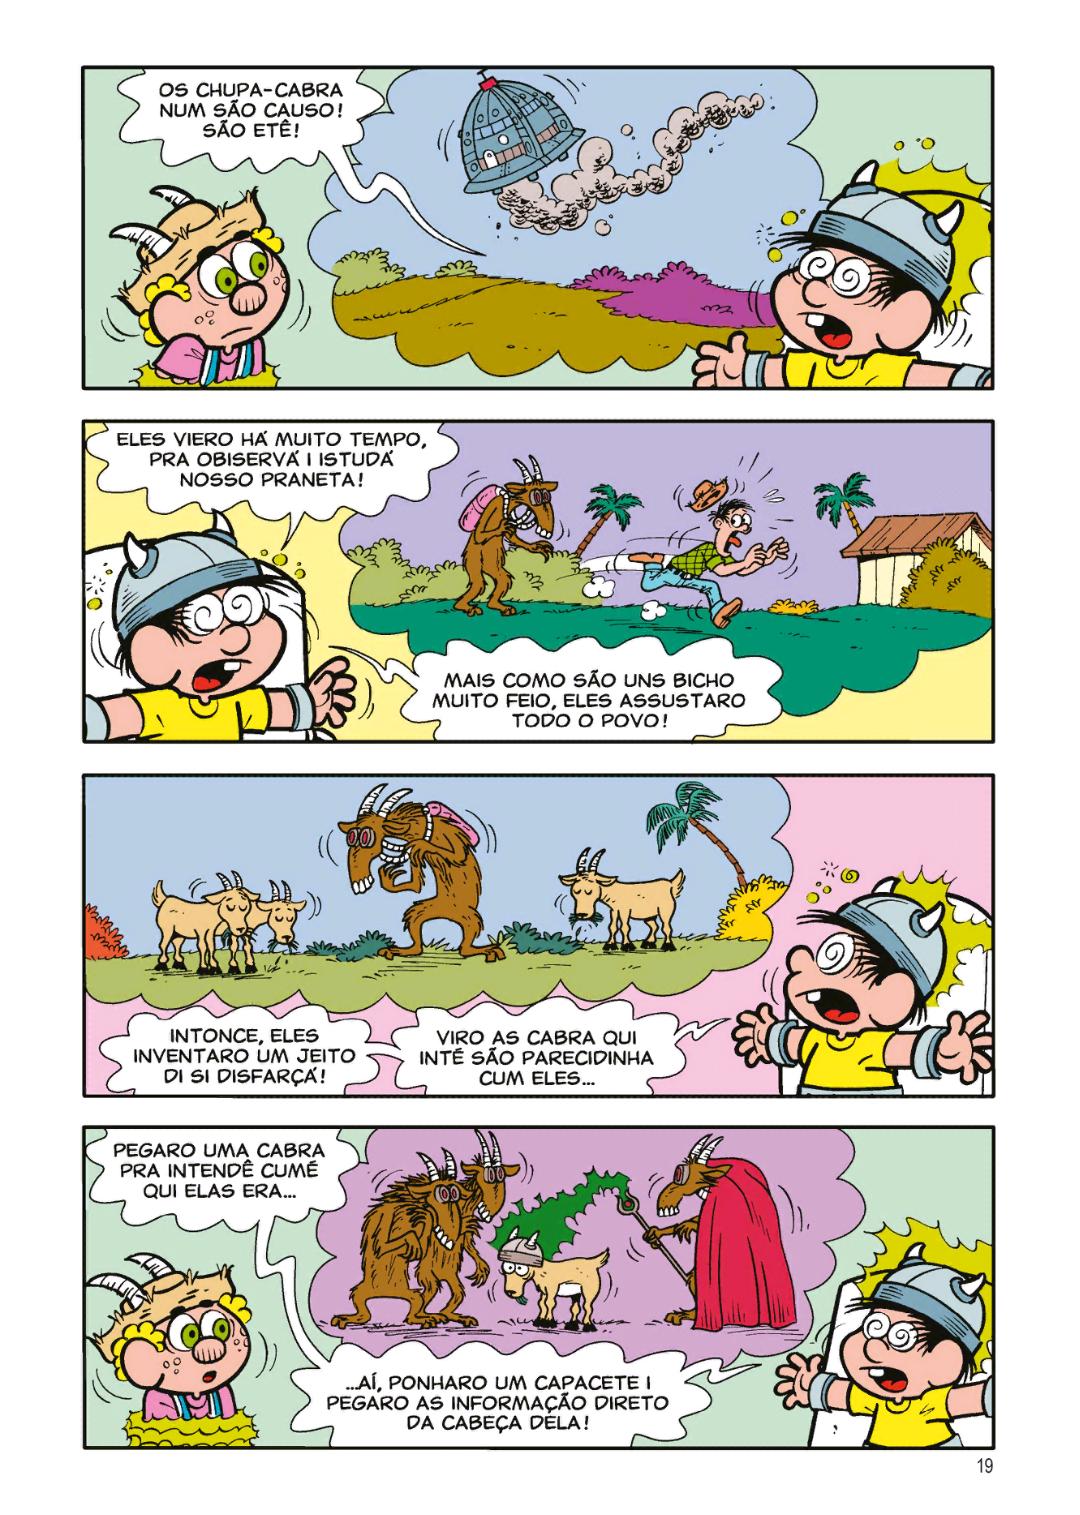 OS CHUPA-CABRA
NUM SÃO CAUSO!
SÃO ETÊ!
ELES VIERO HÁ MUITO TEMPO,
PRA OBISERVÁ I ISTUDÁ
NOSSO PRANETA!
MAIS COMO SÃO UNS BICHO
MUITO FEIO, ELES ASSUSTARO
TODO O POVO!
INTONCE, ELES
INVENTARO UM JEITO
DI SI DISFARÇÁ!
VIRO AS CABRA QUI
INTÉ SÃO PARECIDINHA
CUM ELES...
PEGARO UMA CABRA
PRA INTENDÊ CUMÉ
QUI ELAS ERA...
...AÍ, PONHARO UM CAPACETE I
PEGARO AS INFORMAÇÃO DIRETO
DA CABEÇA DELA!
19